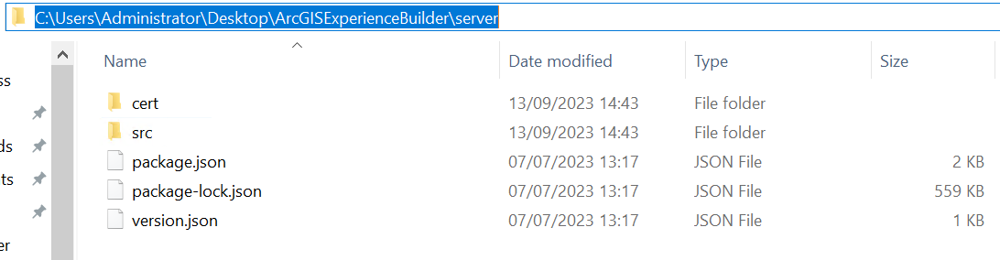 C:\Users\Administrator\Desktop\ArcGISExperienceBuilder\server
Name Date modified Type Size
ss
cert 13/09/2023 14:43 File folder
src 13/09/2023 14:43 File folder
ds
package.json 07/07/2023 13:17 JSON File 2 KB
ts
package-lock.json 07/07/2023 13:17 JSON File 559 KB
version.json 07/07/2023 13:17 JSON File 1 KB
er